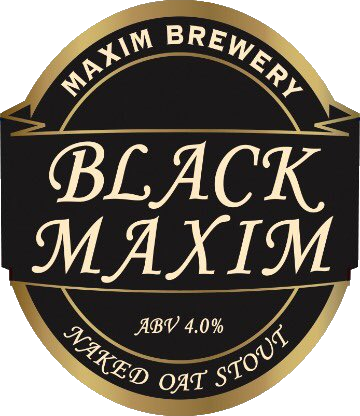 MAXIM BREWERY
BLACK
MAXIM
ABV 4.0%
NAKED OAT STOUT